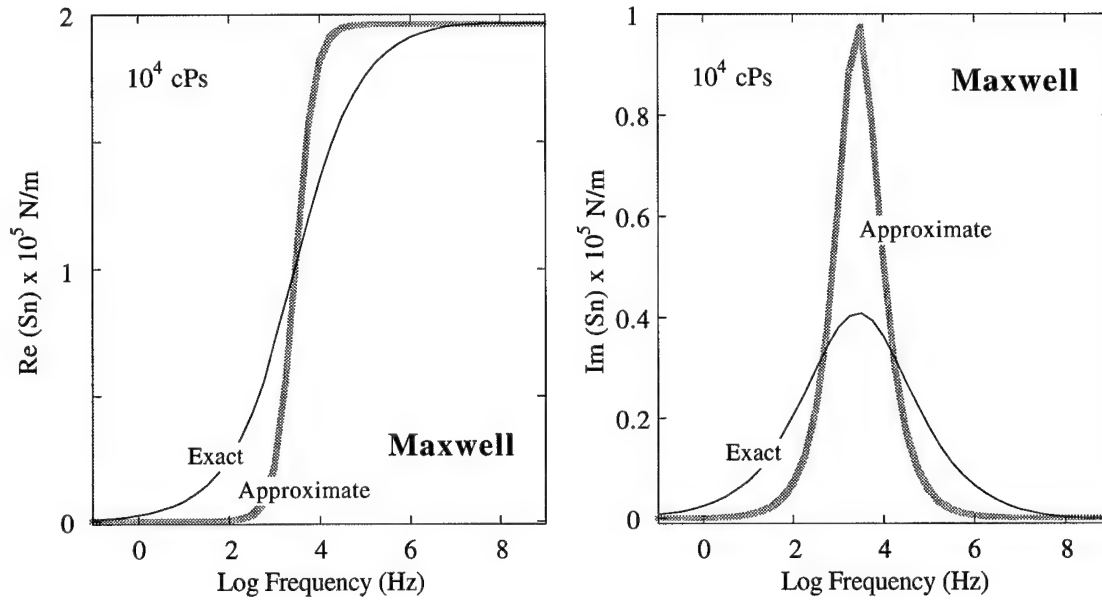 2
10⁴ cPs
Re (Sn) x 10⁵ N/m
1
Exact
Maxwell
Approximate
0
0 2 4 6 8
Log Frequency (Hz)
1
10⁴ cPs
Maxwell
0.8
Im (Sn) x 10⁵ N/m
0.6
Approximate
0.4
0.2
Exact
0
0 2 4 6 8
Log Frequency (Hz)